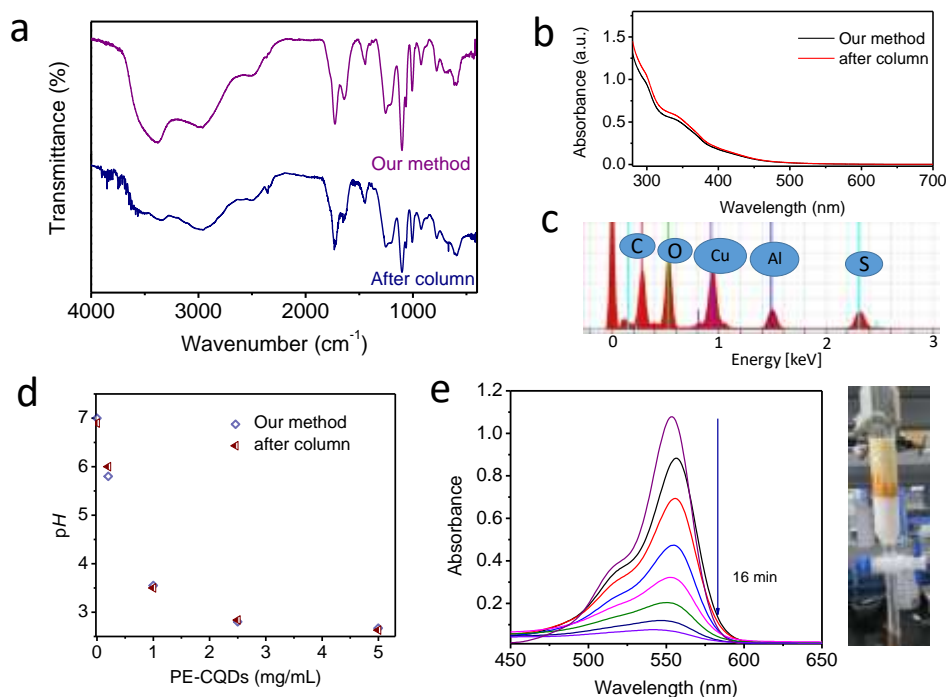 a
Transmittance (%)
Our method
After column
4000 3000 2000 1000
Wavenumber (cm⁻¹)
b
Absorbance (a.u.)
1.5
1.0
0.5
0.0
Our method
after column
300 400 500 600 700
Wavelength (nm)
c
C O Cu Al S
0 1 2 3
Energy [keV]
d
pH
7
6
5
4
3
Our method
after column
0 1 2 3 4 5
PE-CQDs (mg/mL)
e
Absorbance
1.2
1.0
0.8
0.6
0.4
0.2
16 min
450 500 550 600 650
Wavelength (nm)